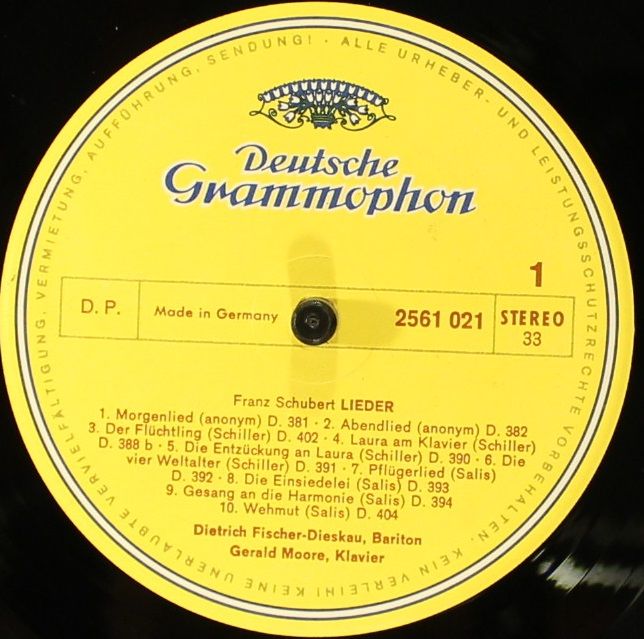 ALLE URHEBER- UND LEISTUNGSSCHUTZRECHTE VORBEHALTEN. KEIN VERLEIH! KEINE UNERLAUBTE VERVIELFÄLTIGUNG, VERMIETUNG, AUFFÜHRUNG, SENDUNG! ·
Deutsche
Grammophon
1
D. P.
Made in Germany
2561 021
STEREO
33
Franz Schubert LIEDER
1. Morgenlied (anonym) D. 381 · 2. Abendlied (anonym) D. 382
3. Der Flüchtling (Schiller) D. 402 · 4. Laura am Klavier (Schiller)
D. 388 b · 5. Die Entzückung an Laura (Schiller) D. 390 · 6. Die
vier Weltalter (Schiller) D. 391 · 7. Pflügerlied (Salis)
D. 392 · 8. Die Einsiedelei (Salis) D. 393
9. Gesang an die Harmonie (Salis) D. 394
10. Wehmut (Salis) D. 404
Dietrich Fischer-Dieskau, Bariton
Gerald Moore, Klavier